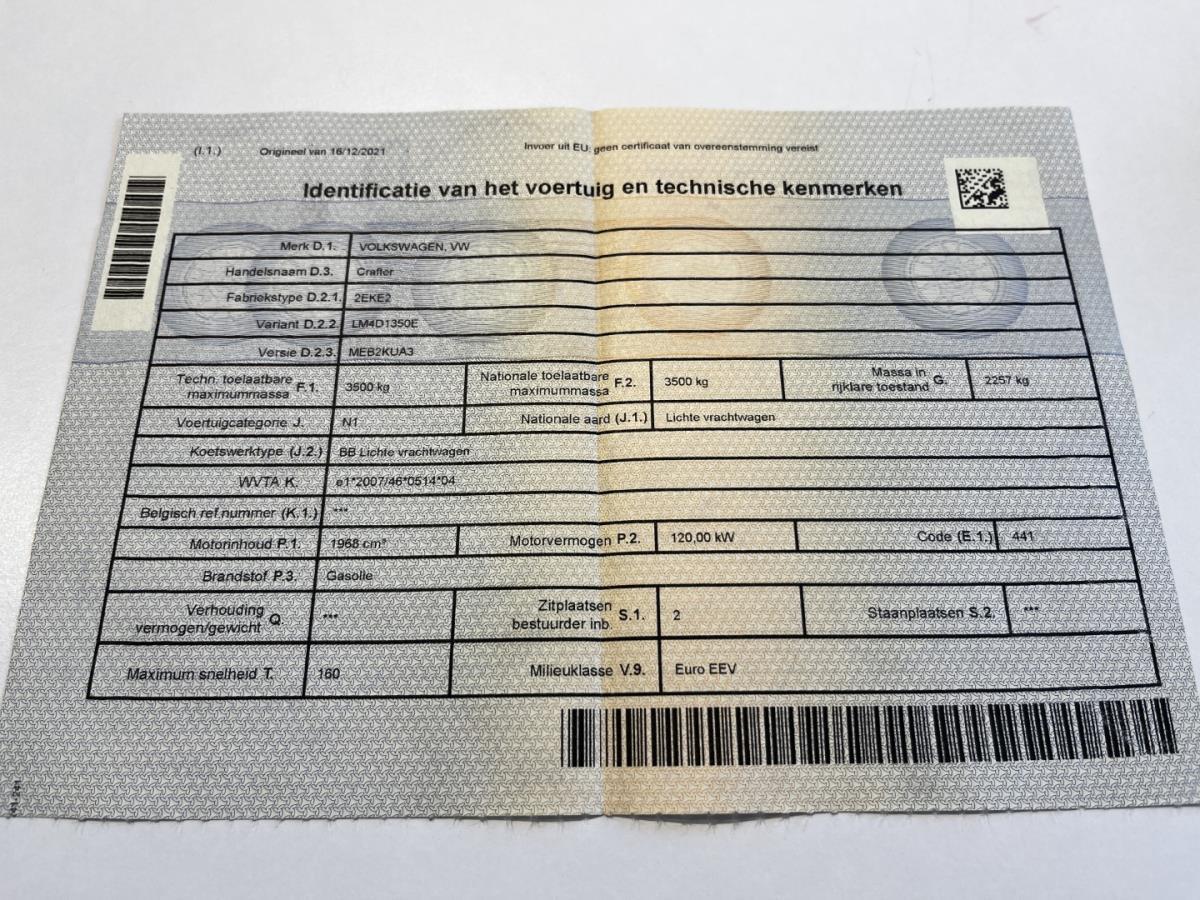 (I.1.) Origineel van 16/12/2021
Invoer uit EU: geen certificaat van overeenstemming vereist
Identificatie van het voertuig en technische kenmerken
Merk D.1. VOLKSWAGEN, VW
Handelsnaam D.3. Crafter
Fabriekstype D.2.1. 2EKE2
Variant D.2.2. LM4D1350E
Versie D.2.3. MEB2KUA3
Techn. toelaatbare maximummassa F.1. 3500 kg Nationale toelaatbare maximummassa F.2. 3500 kg Massa in rijklare toestand G. 2257 kg
Voertuigcategorie J. N1 Nationale aard (J.1.) Lichte vrachtwagen
Koetswerktype (J.2.) BB Lichte vrachtwagen
WVTA K. e1*2007/46*0514*04
Belgisch ref.nummer (K.1.) ***
Motorinhoud P.1. 1968 cm³ Motorvermogen P.2. 120,00 kW Code (E.1.) 441
Brandstof P.3. Gasolie
Verhouding vermogen/gewicht Q. *** Zitplaatsen bestuurder inb. S.1. 2 Staanplaatsen S.2. ***
Maximum snelheid T. 160 Milieuklasse V.9. Euro EEV